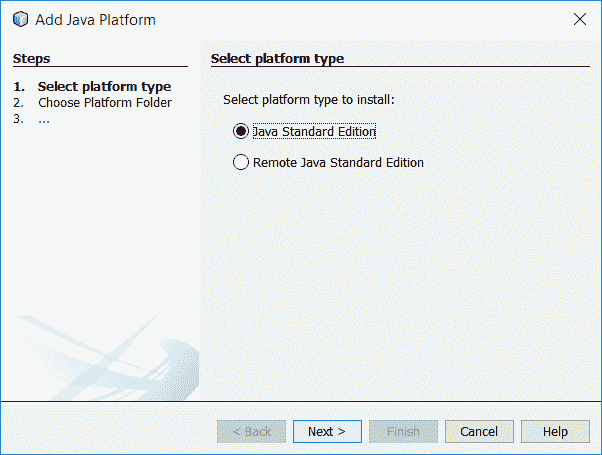 Add Java Platform
Steps
1. Select platform type
2. Choose Platform Folder
3. ...
Select platform type
Select platform type to install:
Java Standard Edition
Remote Java Standard Edition
< Back
Next >
Finish
Cancel
Help